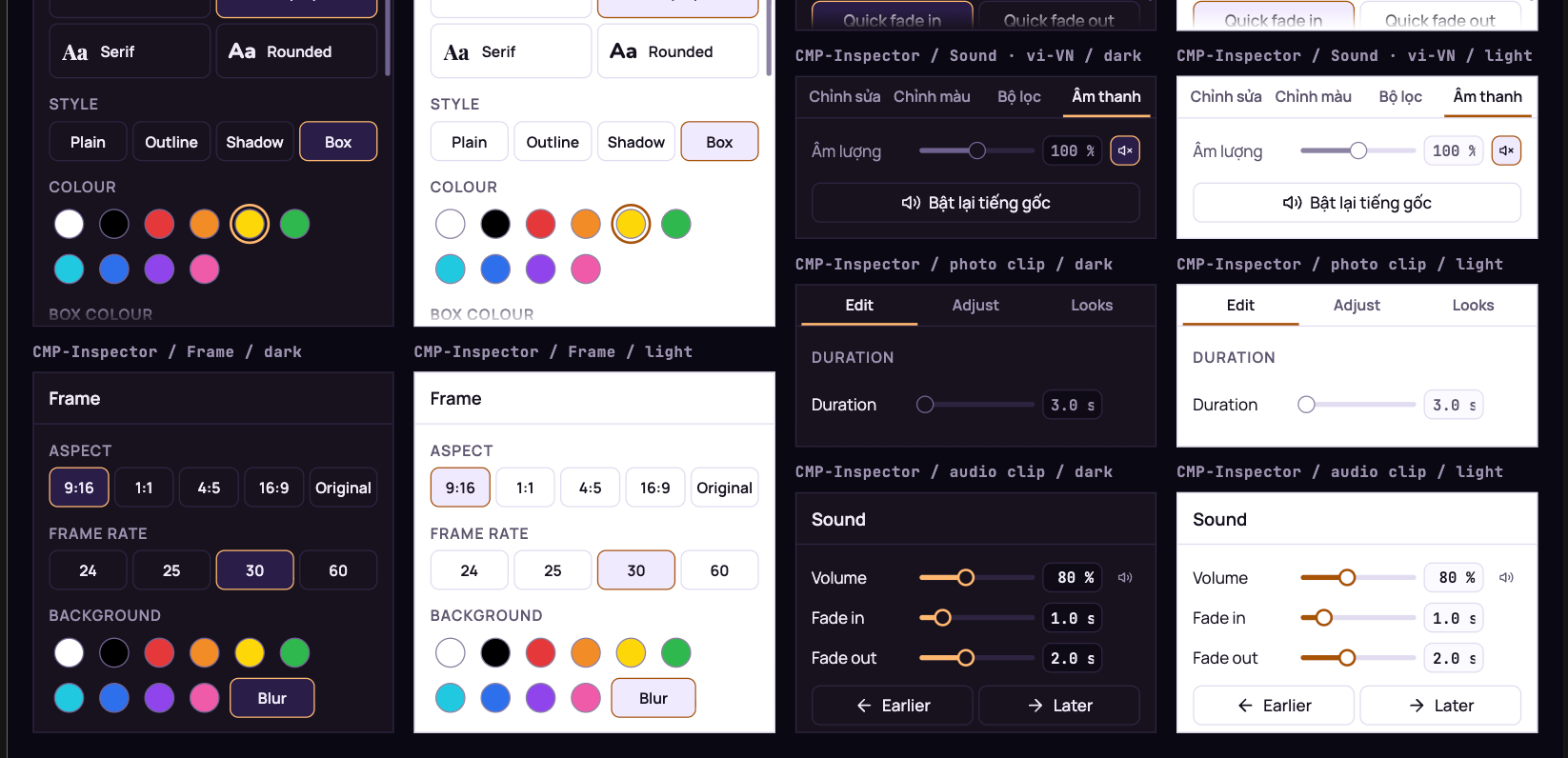 Aa Serif
Aa Rounded
STYLE
Plain
Outline
Shadow
Box
COLOUR
BOX COLOUR
CMP-Inspector / Frame / dark
Frame
ASPECT
9:16
1:1
4:5
16:9
Original
FRAME RATE
24
25
30
60
BACKGROUND
Blur
Aa Serif
Aa Rounded
STYLE
Plain
Outline
Shadow
Box
COLOUR
BOX COLOUR
CMP-Inspector / Frame / light
Frame
ASPECT
9:16
1:1
4:5
16:9
Original
FRAME RATE
24
25
30
60
BACKGROUND
Blur
Quick fade in
Quick fade out
CMP-Inspector / Sound · vi-VN / dark
Chỉnh sửa
Chỉnh màu
Bộ lọc
Âm thanh
Âm lượng
100 %
Bật lại tiếng gốc
CMP-Inspector / photo clip / dark
Edit
Adjust
Looks
DURATION
Duration
3.0 s
CMP-Inspector / audio clip / dark
Sound
Volume
80 %
Fade in
1.0 s
Fade out
2.0 s
← Earlier
→ Later
Quick fade in
Quick fade out
CMP-Inspector / Sound · vi-VN / light
Chỉnh sửa
Chỉnh màu
Bộ lọc
Âm thanh
Âm lượng
100 %
Bật lại tiếng gốc
CMP-Inspector / photo clip / light
Edit
Adjust
Looks
DURATION
Duration
3.0 s
CMP-Inspector / audio clip / light
Sound
Volume
80 %
Fade in
1.0 s
Fade out
2.0 s
← Earlier
→ Later